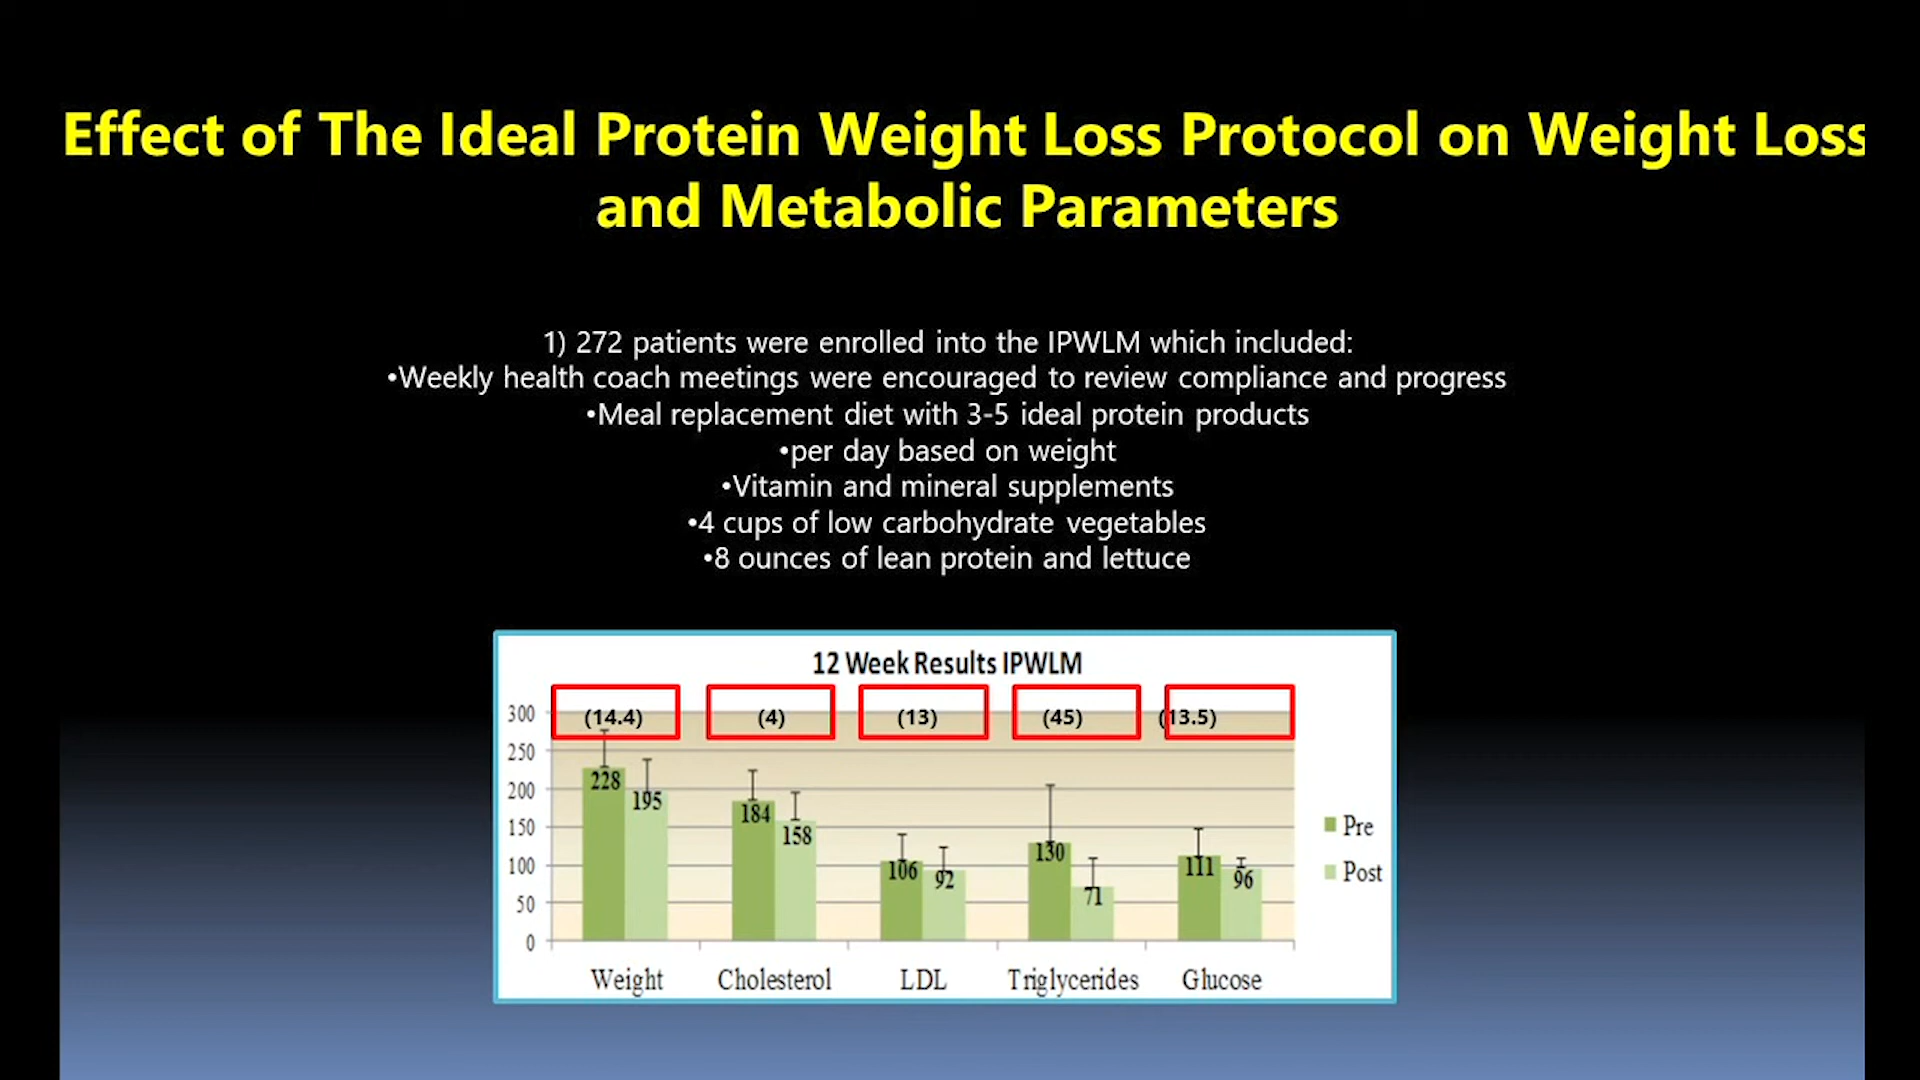 Effect of The Ideal Protein Weight Loss Protocol on Weight Loss
and Metabolic Parameters
1) 272 patients were enrolled into the IPWLM which included:
•Weekly health coach meetings were encouraged to review compliance and progress
•Meal replacement diet with 3-5 ideal protein products
•per day based on weight
•Vitamin and mineral supplements
•4 cups of low carbohydrate vegetables
•8 ounces of lean protein and lettuce
12 Week Results IPWLM
(14.4) (4) (13) (45) (13.5)
300
250
200
150
100
50
0
228 195 184 158 106 92 130 71 111 96
Weight Cholesterol LDL Triglycerides Glucose
Pre
Post